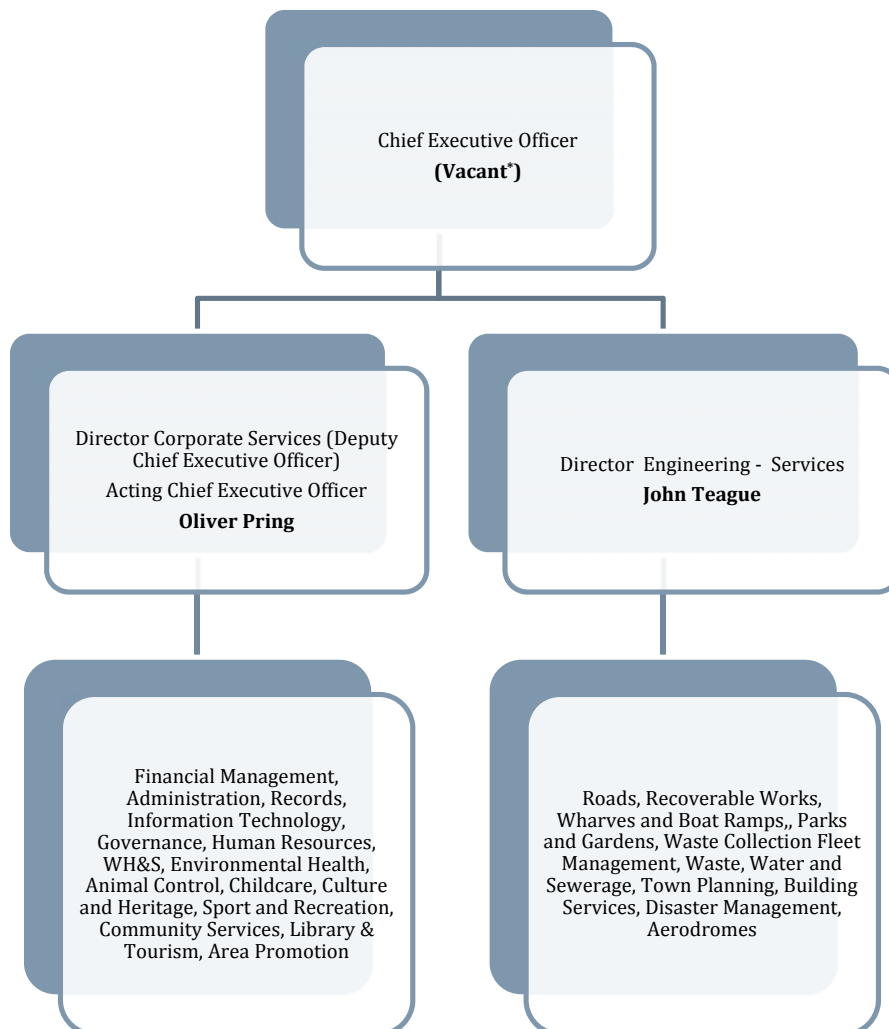 Chief Executive Officer
(Vacant*)
Director Corporate Services (Deputy
Chief Executive Officer)
Acting Chief Executive Officer
Oliver Pring
Director Engineering - Services
John Teague
Financial Management,
Administration, Records,
Information Technology,
Governance, Human Resources,
WH&S, Environmental Health,
Animal Control, Childcare, Culture
and Heritage, Sport and Recreation,
Community Services, Library &
Tourism, Area Promotion
Roads, Recoverable Works,
Wharves and Boat Ramps,, Parks
and Gardens, Waste Collection Fleet
Management, Waste, Water and
Sewerage, Town Planning, Building
Services, Disaster Management,
Aerodromes